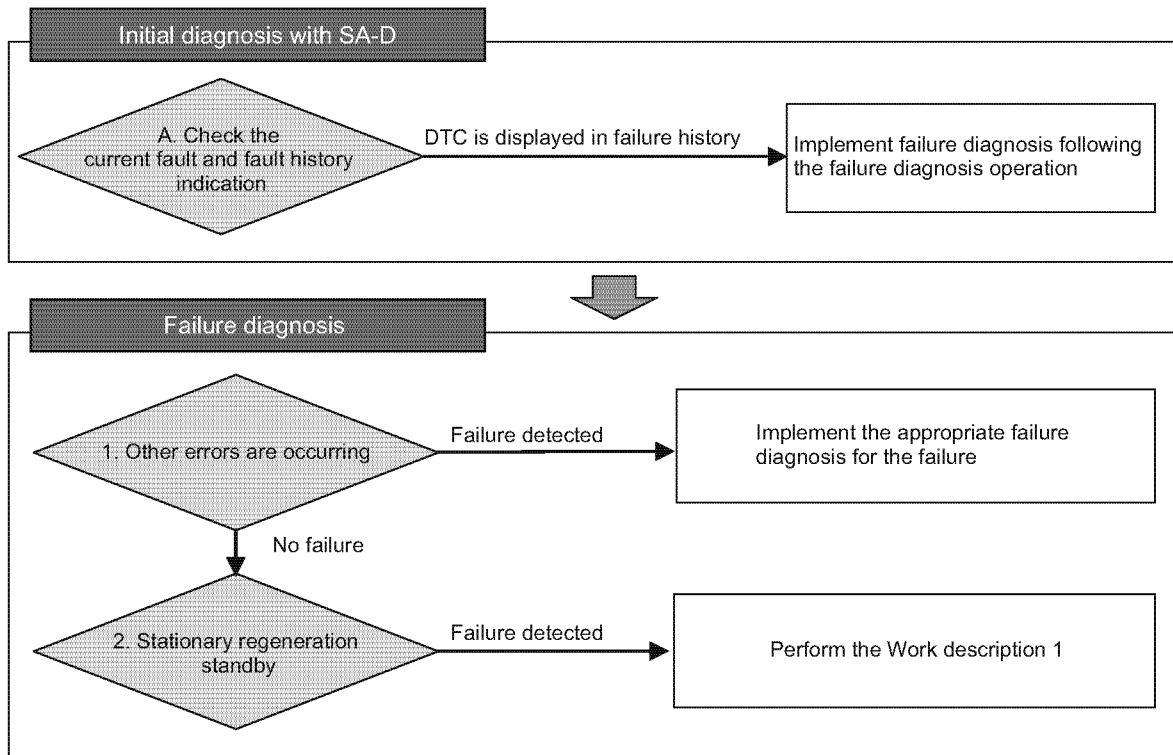 Initial diagnosis with SA-D
A. Check the
current fault and fault history
indication
DTC is displayed in failure history
Implement failure diagnosis following
the failure diagnosis operation
Failure diagnosis
1. Other errors are occurring
Failure detected
Implement the appropriate failure
diagnosis for the failure
No failure
2. Stationary regeneration
standby
Failure detected
Perform the Work description 1